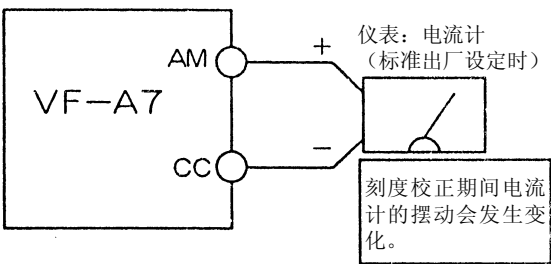 仪表：电流计
（标准出厂设定时）
AM
+
VF-A7
CC
−
刻度校正期间电流
计的摆动会发生变
化。